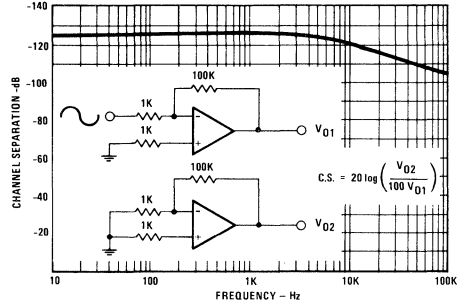 -140
-120
-100
-80
-60
-40
-20
CHANNEL SEPARATION -dB
100K
1K
1K
-
+
V01
100K
1K
1K
-
+
V02
C.S. = 20 log ( V02 / 100 V01 )
10 100 1K 10K 100K
FREQUENCY – Hz